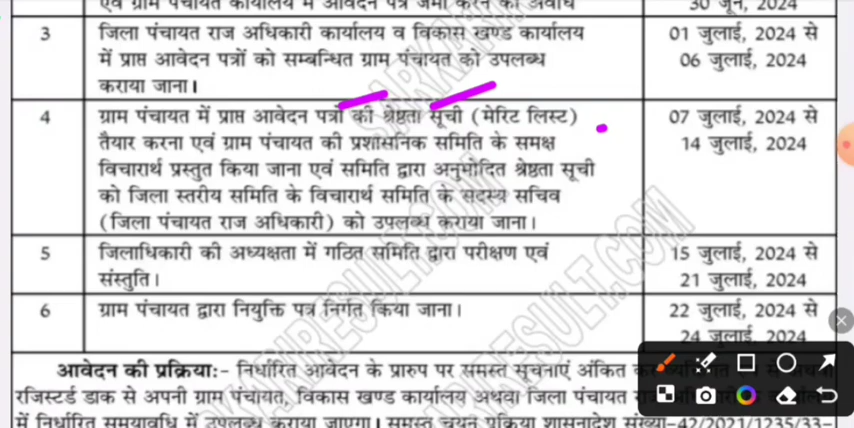 एवं ग्राम पंचायत कार्यालय में आवेदन पत्र जमा करने की अवधि
30 जून, 2024
3
जिला पंचायत राज अधिकारी कार्यालय व विकास खण्ड कार्यालय
में प्राप्त आवेदन पत्रों को सम्बन्धित ग्राम पंचायत को उपलब्ध
कराया जाना।
01 जुलाई, 2024 से
06 जुलाई, 2024
4
ग्राम पंचायत में प्राप्त आवेदन पत्रों की श्रेष्ठता सूची (मेरिट लिस्ट)
तैयार करना एवं ग्राम पंचायत की प्रशासनिक समिति के समक्ष
विचारार्थ प्रस्तुत किया जाना एवं समिति द्वारा अनुमोदित श्रेष्ठता सूची
को जिला स्तरीय समिति के विचारार्थ समिति के सदस्य सचिव
(जिला पंचायत राज अधिकारी) को उपलब्ध कराया जाना।
07 जुलाई, 2024 से
14 जुलाई, 2024
5
जिलाधिकारी की अध्यक्षता में गठित समिति द्वारा परीक्षण एवं
संस्तुति।
15 जुलाई, 2024 से
21 जुलाई, 2024
6
ग्राम पंचायत द्वारा नियुक्ति पत्र निर्गत किया जाना।
22 जुलाई, 2024 से
24 जुलाई, 2024
आवेदन की प्रक्रिया:- निर्धारित आवेदन के प्रारुप पर समस्त सूचनाएं अंकित
रजिस्टर्ड डाक से अपनी ग्राम पंचायत, विकास खण्ड कार्यालय अथवा जिला पंचायत
में निर्धारित समयावधि में उपलब्ध कराया जाएगा। समस्त चयन प्रक्रिया शासनादेश संख्या-42/2021/1235/33-